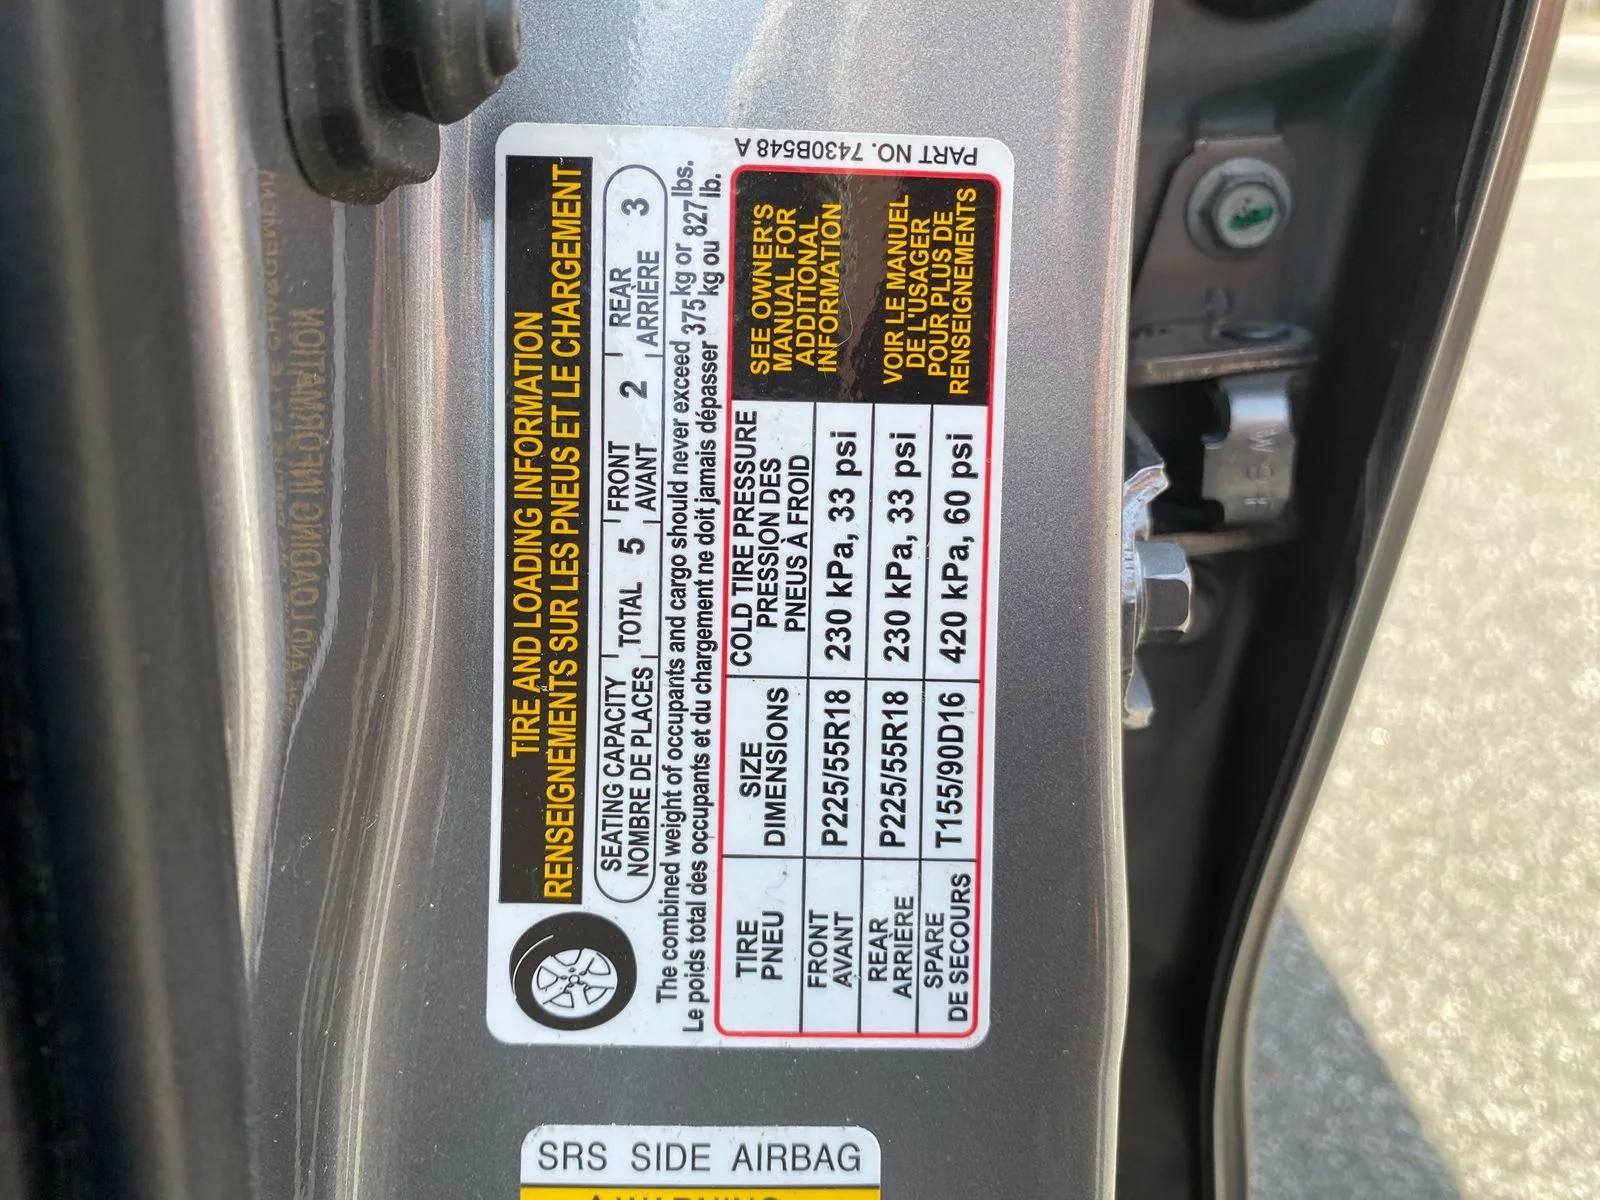 TIRE AND LOADING INFORMATION
RENSEIGNEMENTS SUR LES PNEUS ET LE CHARGEMENT
SEATING CAPACITY
NOMBRE DE PLACES
TOTAL 5
FRONT
AVANT
2
REAR
ARRIÈRE
3
The combined weight of occupants and cargo should never exceed 375 kg or 827 lbs.
Le poids total des occupants et du chargement ne doit jamais dépasser 375 kg ou 827 lb.
TIRE
PNEU
SIZE
DIMENSIONS
COLD TIRE PRESSURE
PRESSION DES
PNEUS À FROID
FRONT
AVANT
P225/55R18
230 kPa, 33 psi
REAR
ARRIÈRE
P225/55R18
230 kPa, 33 psi
SPARE
DE SECOURS
T155/90D16
420 kPa, 60 psi
SEE OWNER'S
MANUAL FOR
ADDITIONAL
INFORMATION
VOIR LE MANUEL
DE L'USAGER
POUR PLUS DE
RENSEIGNEMENTS
PART NO. 7430B548 A
SRS SIDE AIRBAG
WARNING